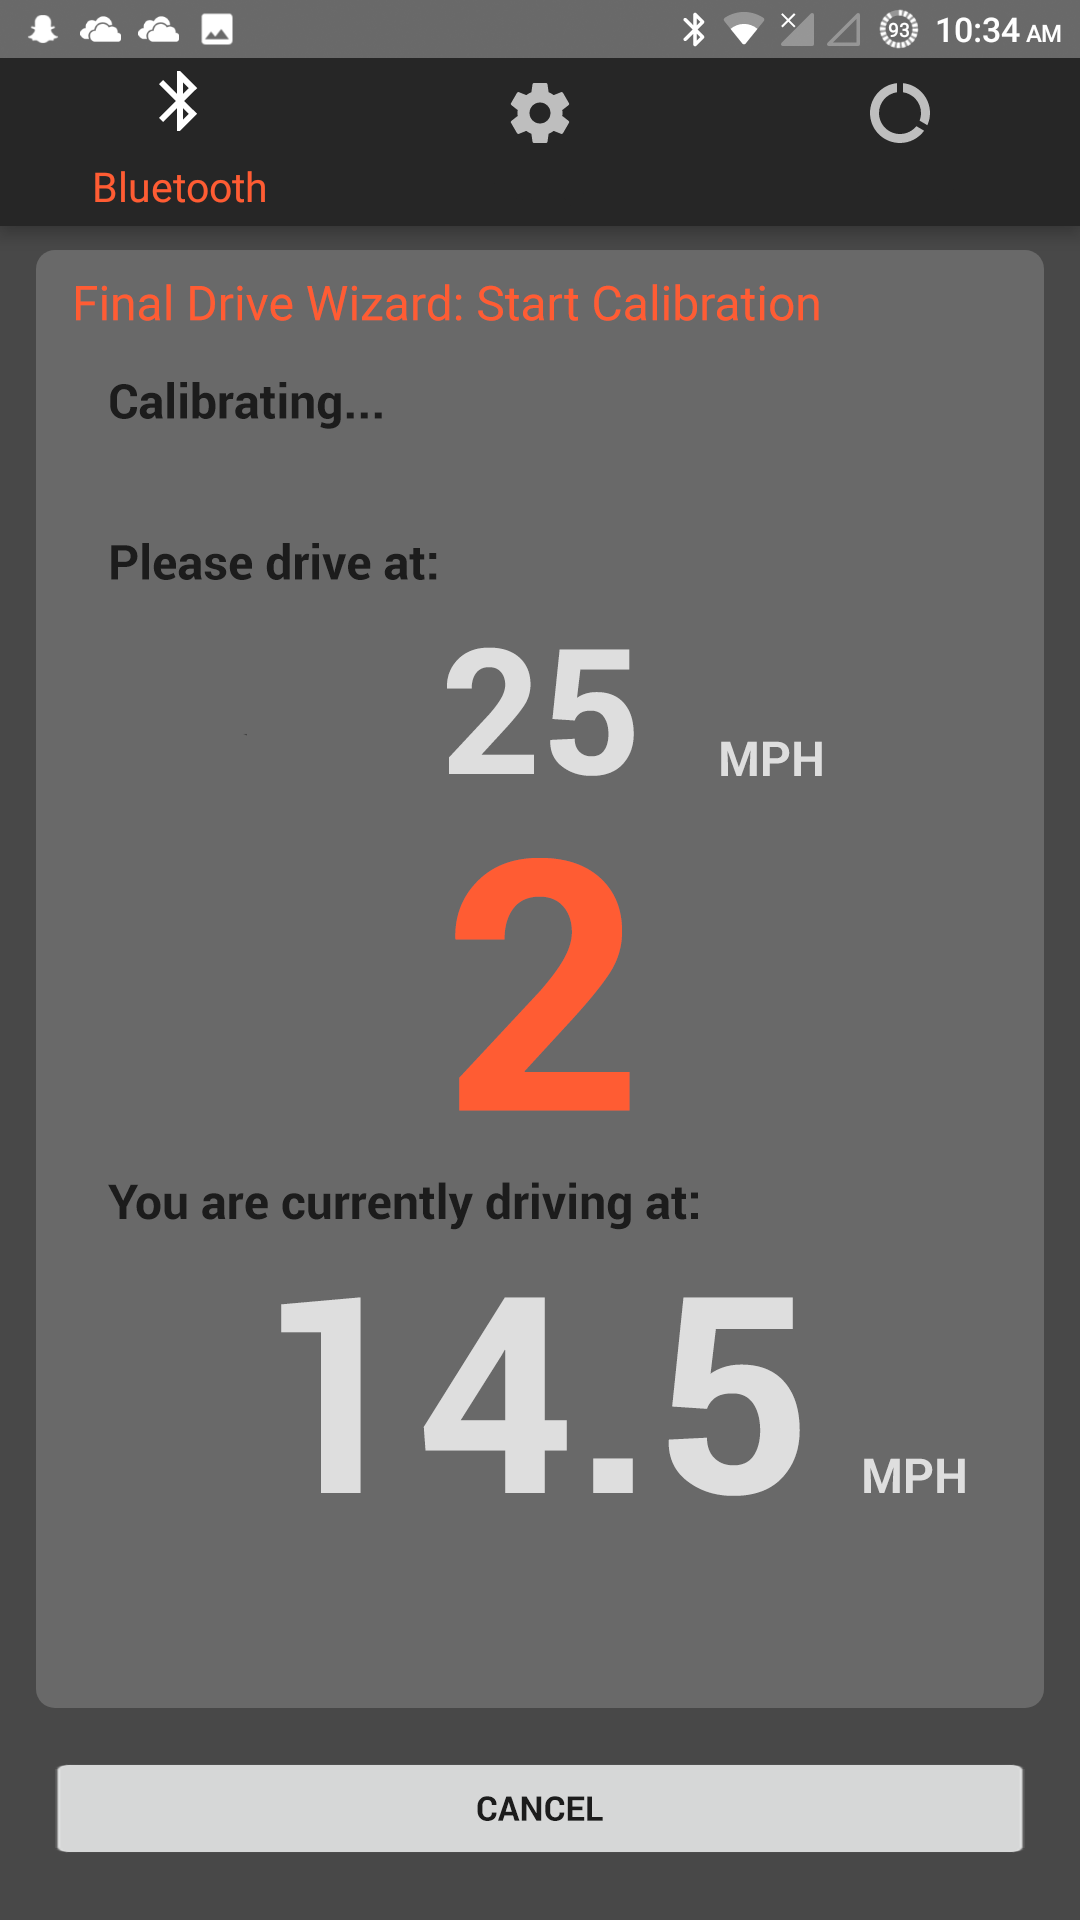 93 10:34 AM
Bluetooth
Final Drive Wizard: Start Calibration
Calibrating...
Please drive at:
25 MPH
2
You are currently driving at:
14.5 MPH
CANCEL